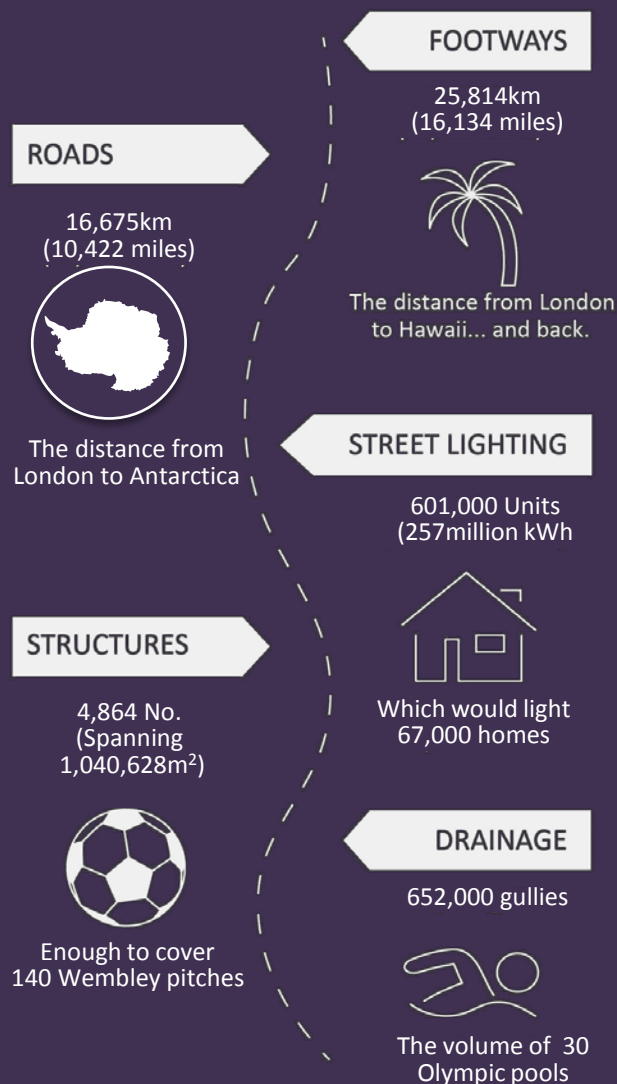 FOOTWAYS
25,814km
(16,134 miles)
The distance from London
to Hawaii... and back.
ROADS
16,675km
(10,422 miles)
The distance from
London to Antarctica
STREET LIGHTING
601,000 Units
(257million kWh
Which would light
67,000 homes
STRUCTURES
4,864 No.
(Spanning
1,040,628m²)
Enough to cover
140 Wembley pitches
DRAINAGE
652,000 gullies
The volume of 30
Olympic pools